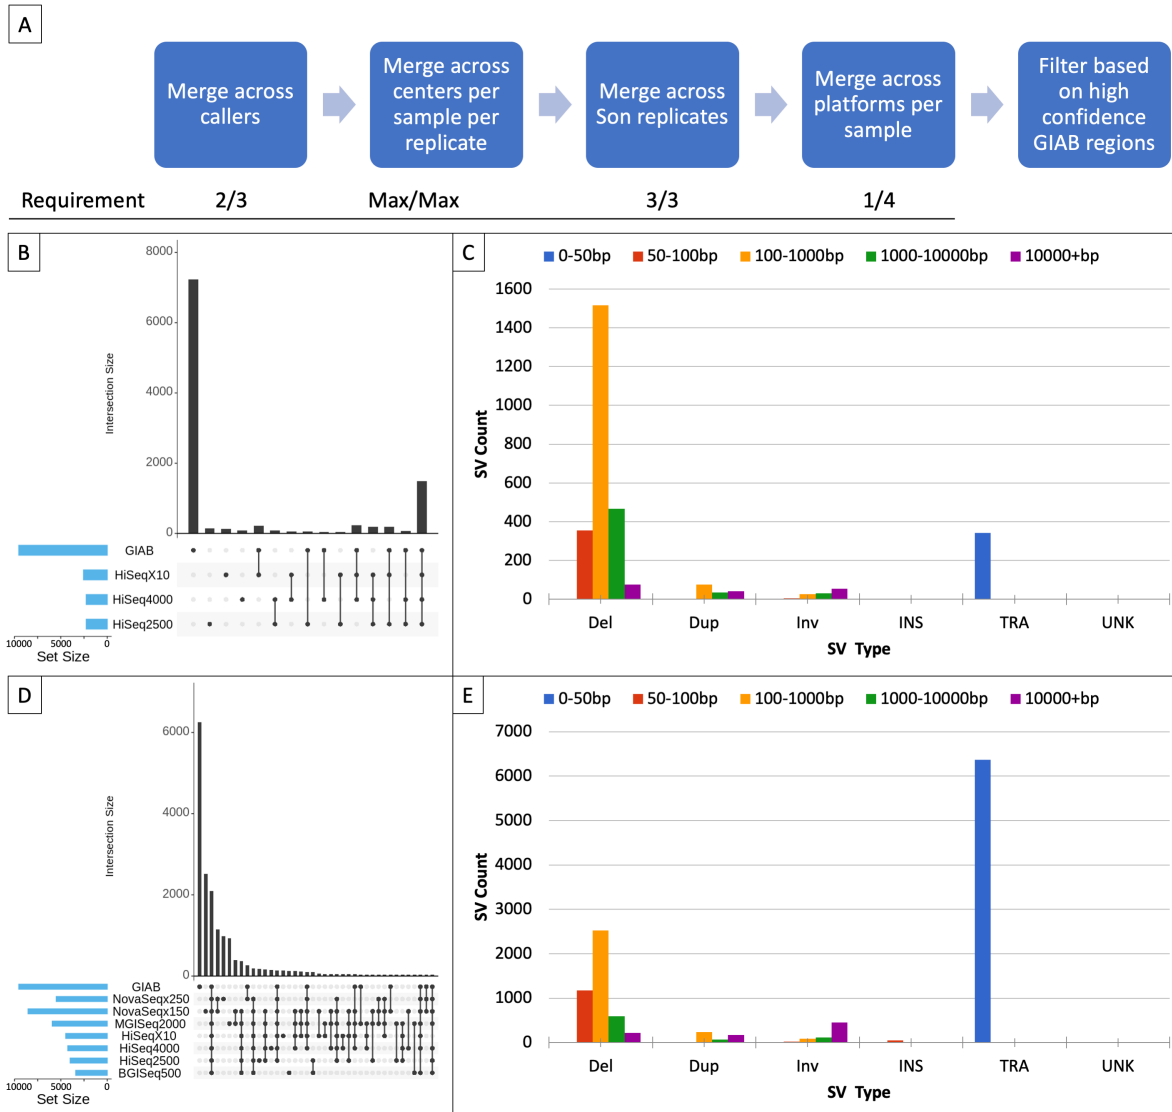 A
Merge across
callers
Merge across
centers per
sample per
replicate
Merge across
Son replicates
Merge across
platforms per
sample
Filter based
on high
confidence
GIAB regions
Requirement 2/3 Max/Max 3/3 1/4
B
8000
6000
4000
2000
0
Intersection Size
GIAB
HiSeqX10
HiSeq4000
HiSeq2500
10000 5000 0
Set Size
C
0-50bp 50-100bp 100-1000bp 1000-10000bp 10000+bp
1600
1400
1200
1000
800
600
400
200
0
SV Count
Del Dup Inv INS TRA UNK
SV Type
D
6000
4000
2000
0
Intersection Size
GIAB
NovaSeqx250
NovaSeqx150
MGISeq2000
HiSeqX10
HiSeq4000
HiSeq2500
BGISeq500
10000 5000 0
Set Size
E
0-50bp 50-100bp 100-1000bp 1000-10000bp 10000+bp
7000
6000
5000
4000
3000
2000
1000
0
SV Count
Del Dup Inv INS TRA UNK
SV Type